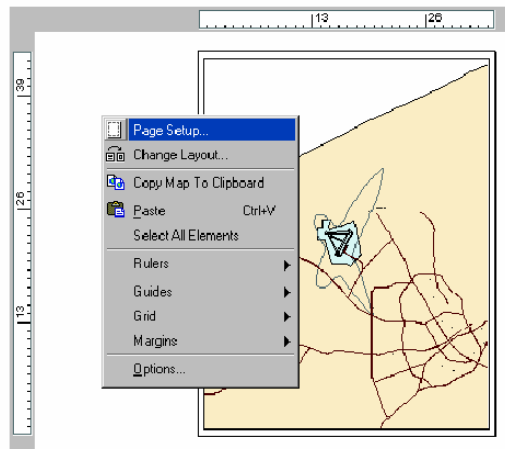 13 26
39
26
13
Page Setup...
Change Layout...
Copy Map To Clipboard
Paste Ctrl+V
Select All Elements
Rulers
Guides
Grid
Margins
Options...